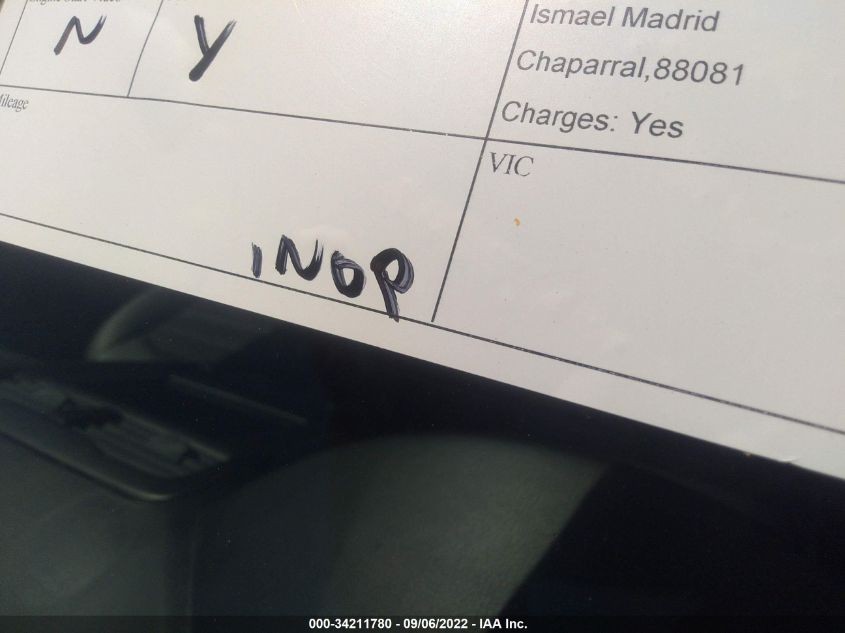 N
Y
Ismael Madrid
Chaparral,88081
Charges: Yes
Mileage
VIC
INOP
000-34211780 - 09/06/2022 - IAA Inc.